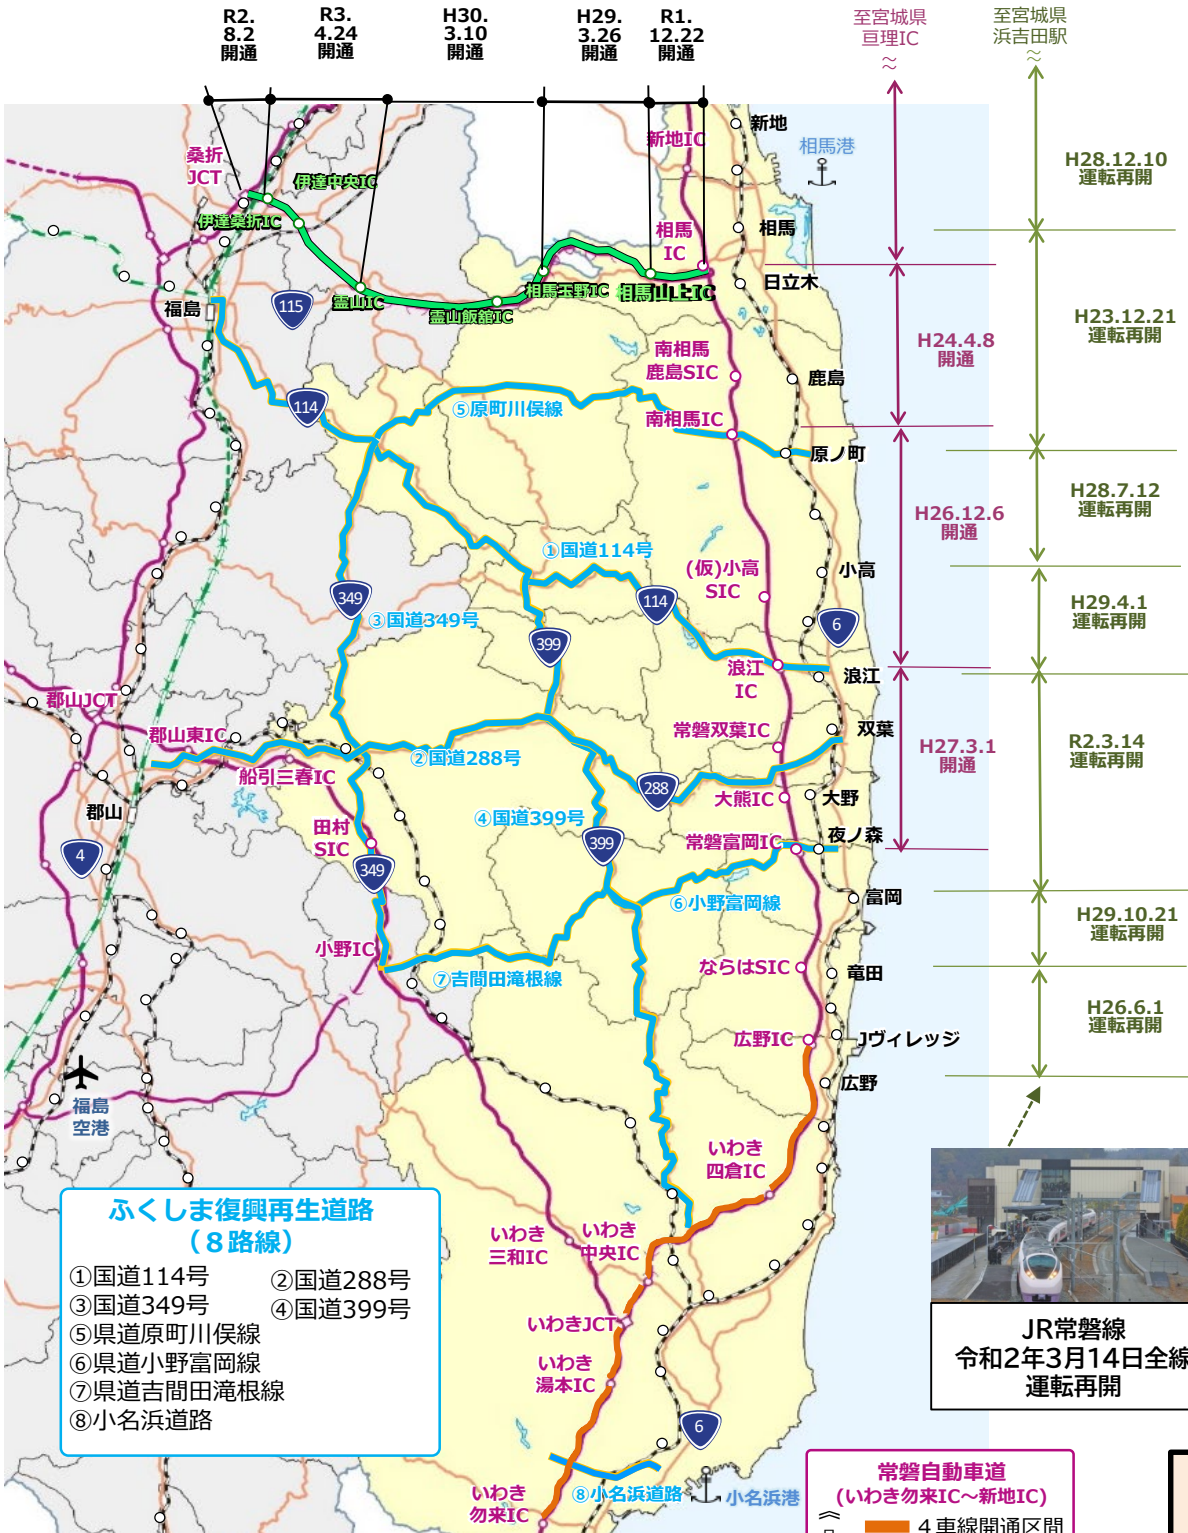 R2.
8.2
開通
R3.
4.24
開通
H30.
3.10
開通
H29.
3.26
開通
R1.
12.22
開通
至宮城県
亘理IC
至宮城県
浜吉田駅
新地IC
新地
相馬港
桑折
JCT
伊達中央IC
伊達桑折IC
相馬
IC
相馬
H28.12.10
運転再開
福島
115
霊山IC
霊山飯舘IC
相馬玉野IC
相馬山上IC
日立木
H24.4.8
開通
H23.12.21
運転再開
南相馬
鹿島SIC
鹿島
114
⑤原町川俣線
南相馬IC
原ノ町
H26.12.6
開通
H28.7.12
運転再開
①国道114号
(仮)小高
SIC
小高
349
③国道349号
114
399
6
H29.4.1
運転再開
浪江
IC
浪江
郡山JCT
郡山東IC
船引三春IC
②国道288号
常磐双葉IC
双葉
H27.3.1
開通
R2.3.14
運転再開
288
大熊IC
大野
郡山
④国道399号
田村
SIC
399
常磐富岡IC
夜ノ森
4
349
⑥小野富岡線
富岡
H29.10.21
運転再開
小野IC
⑦吉間田滝根線
ならはSIC
竜田
H26.6.1
運転再開
広野IC
Jヴィレッジ
広野
福島
空港
いわき
四倉IC
いわき
三和IC
いわき
中央IC
ふくしま復興再生道路
(８路線)
①国道114号
②国道288号
③国道349号
④国道399号
⑤県道原町川俣線
⑥県道小野富岡線
⑦県道吉間田滝根線
⑧小名浜道路
いわきJCT
いわき
湯本IC
JR常磐線
令和2年3月14日全線
運転再開
6
いわき
勿来IC
⑧小名浜道路
小名浜港
常磐自動車道
(いわき勿来IC～新地IC)
４車線開通区間